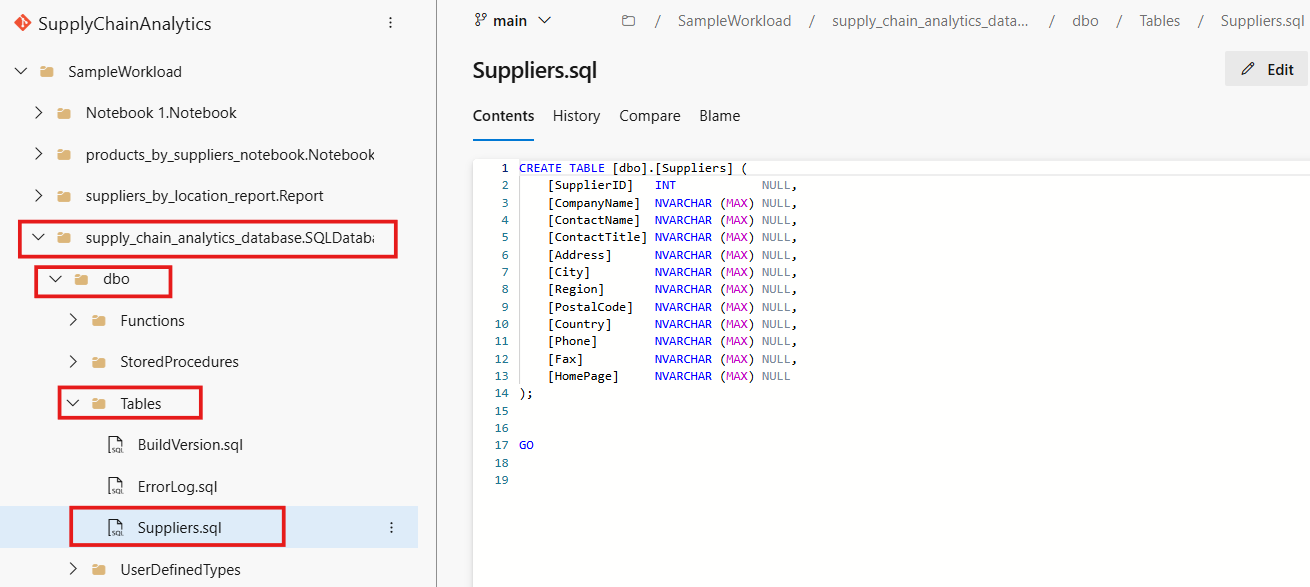 SupplyChainAnalytics
SampleWorkload
Notebook 1.Notebook
products_by_suppliers_notebook.Notebook
suppliers_by_location_report.Report
supply_chain_analytics_database.SQLDataba
dbo
Functions
StoredProcedures
Tables
BuildVersion.sql
ErrorLog.sql
Suppliers.sql
UserDefinedTypes
main / SampleWorkload / supply_chain_analytics_data... / dbo / Tables / Suppliers.sql
Suppliers.sql
Edit
Contents History Compare Blame
1 CREATE TABLE [dbo].[Suppliers] (
2 [SupplierID] INT NULL,
3 [CompanyName] NVARCHAR (MAX) NULL,
4 [ContactName] NVARCHAR (MAX) NULL,
5 [ContactTitle] NVARCHAR (MAX) NULL,
6 [Address] NVARCHAR (MAX) NULL,
7 [City] NVARCHAR (MAX) NULL,
8 [Region] NVARCHAR (MAX) NULL,
9 [PostalCode] NVARCHAR (MAX) NULL,
10 [Country] NVARCHAR (MAX) NULL,
11 [Phone] NVARCHAR (MAX) NULL,
12 [Fax] NVARCHAR (MAX) NULL,
13 [HomePage] NVARCHAR (MAX) NULL
14 );
15
16
17 GO
18
19